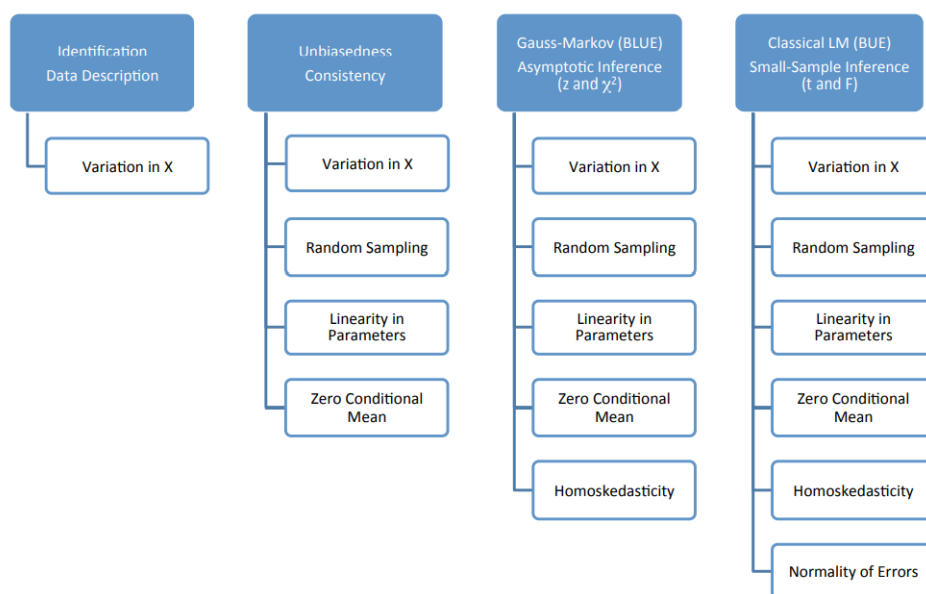 Identification
Data Description
Variation in X
Unbiasedness
Consistency
Variation in X
Random Sampling
Linearity in
Parameters
Zero Conditional
Mean
Gauss-Markov (BLUE)
Asymptotic Inference
(z and χ²)
Variation in X
Random Sampling
Linearity in
Parameters
Zero Conditional
Mean
Homoskedasticity
Classical LM (BUE)
Small-Sample Inference
(t and F)
Variation in X
Random Sampling
Linearity in
Parameters
Zero Conditional
Mean
Homoskedasticity
Normality of Errors